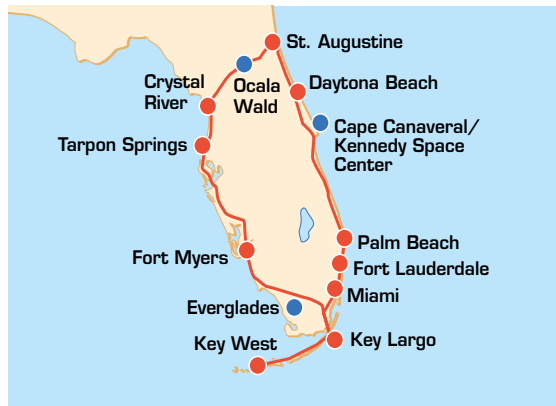 St. Augustine
Crystal
River
Ocala
Wald
Daytona Beach
Tarpon Springs
Cape Canaveral/
Kennedy Space
Center
Fort Myers
Palm Beach
Fort Lauderdale
Miami
Everglades
Key West
Key Largo